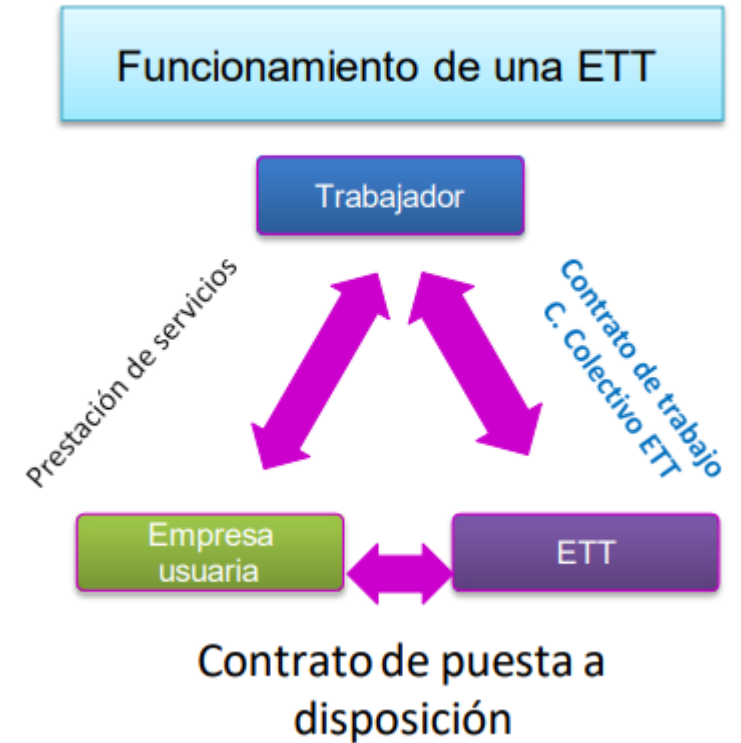 Funcionamiento de una ETT
Trabajador
Prestación de servicios
Contrato de trabajo
C. Colectivo ETT
Empresa
usuaria
ETT
Contrato de puesta a
disposición